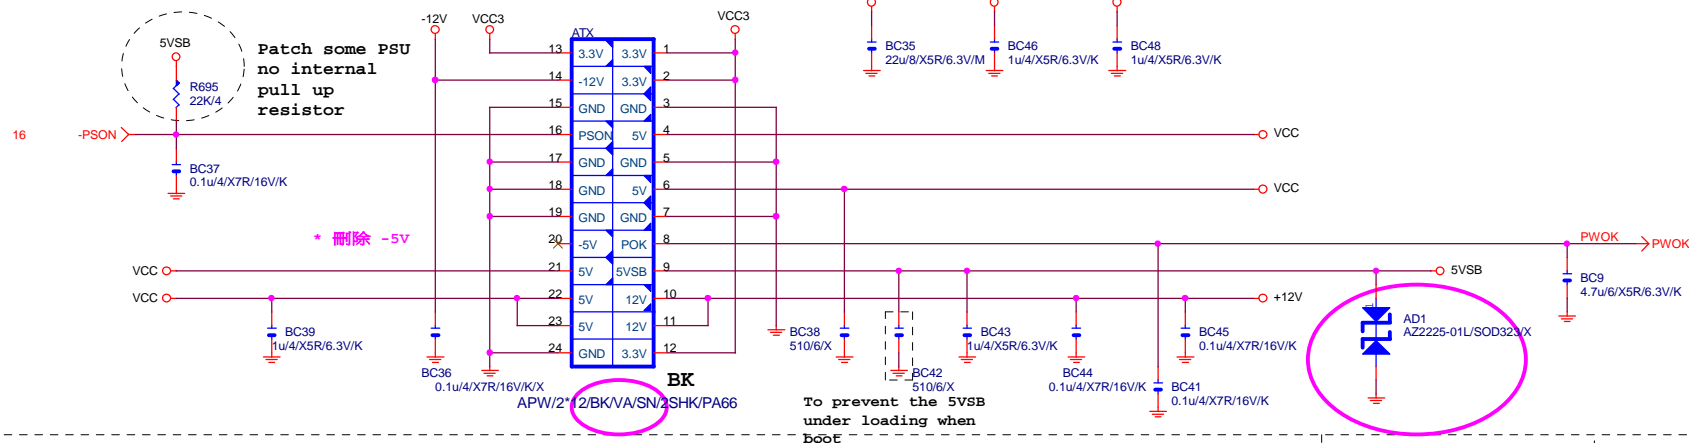 -12V
VCC3
VCC3
ATX
5VSB
R695
22K/4
Patch some PSU
no internal
pull up
resistor
16
-PSON
BC37
0.1u/4/X7R/16V/K
* 刪除 -5V
VCC
VCC
BC39
1u/4/X5R/6.3V/K
BC36
0.1u/4/X7R/16V/K/X
13 3.3V 3.3V 1
14 -12V 3.3V 2
15 GND GND 3
16 PSON 5V 4
17 GND GND 5
18 GND 5V 6
19 GND GND 7
20 -5V POK 8
21 5V 5VSB 9
22 5V 12V 10
23 5V 12V 11
24 GND 3.3V 12
BK
APW/2*12/BK/VA/SN/2SHK/PA66
BC35
22u/8/X5R/6.3V/M
BC46
1u/4/X5R/6.3V/K
BC48
1u/4/X5R/6.3V/K
VCC
VCC
PWOK
PWOK
5VSB
+12V
BC38
510/6/X
BC42
510/6/X
BC43
1u/4/X5R/6.3V/K
BC44
0.1u/4/X7R/16V/K
BC45
0.1u/4/X7R/16V/K
BC41
0.1u/4/X7R/16V/K
To prevent the 5VSB
under loading when
boot
AD1
AZ2225-01L/SOD323/X
BC9
4.7u/6/X5R/6.3V/K